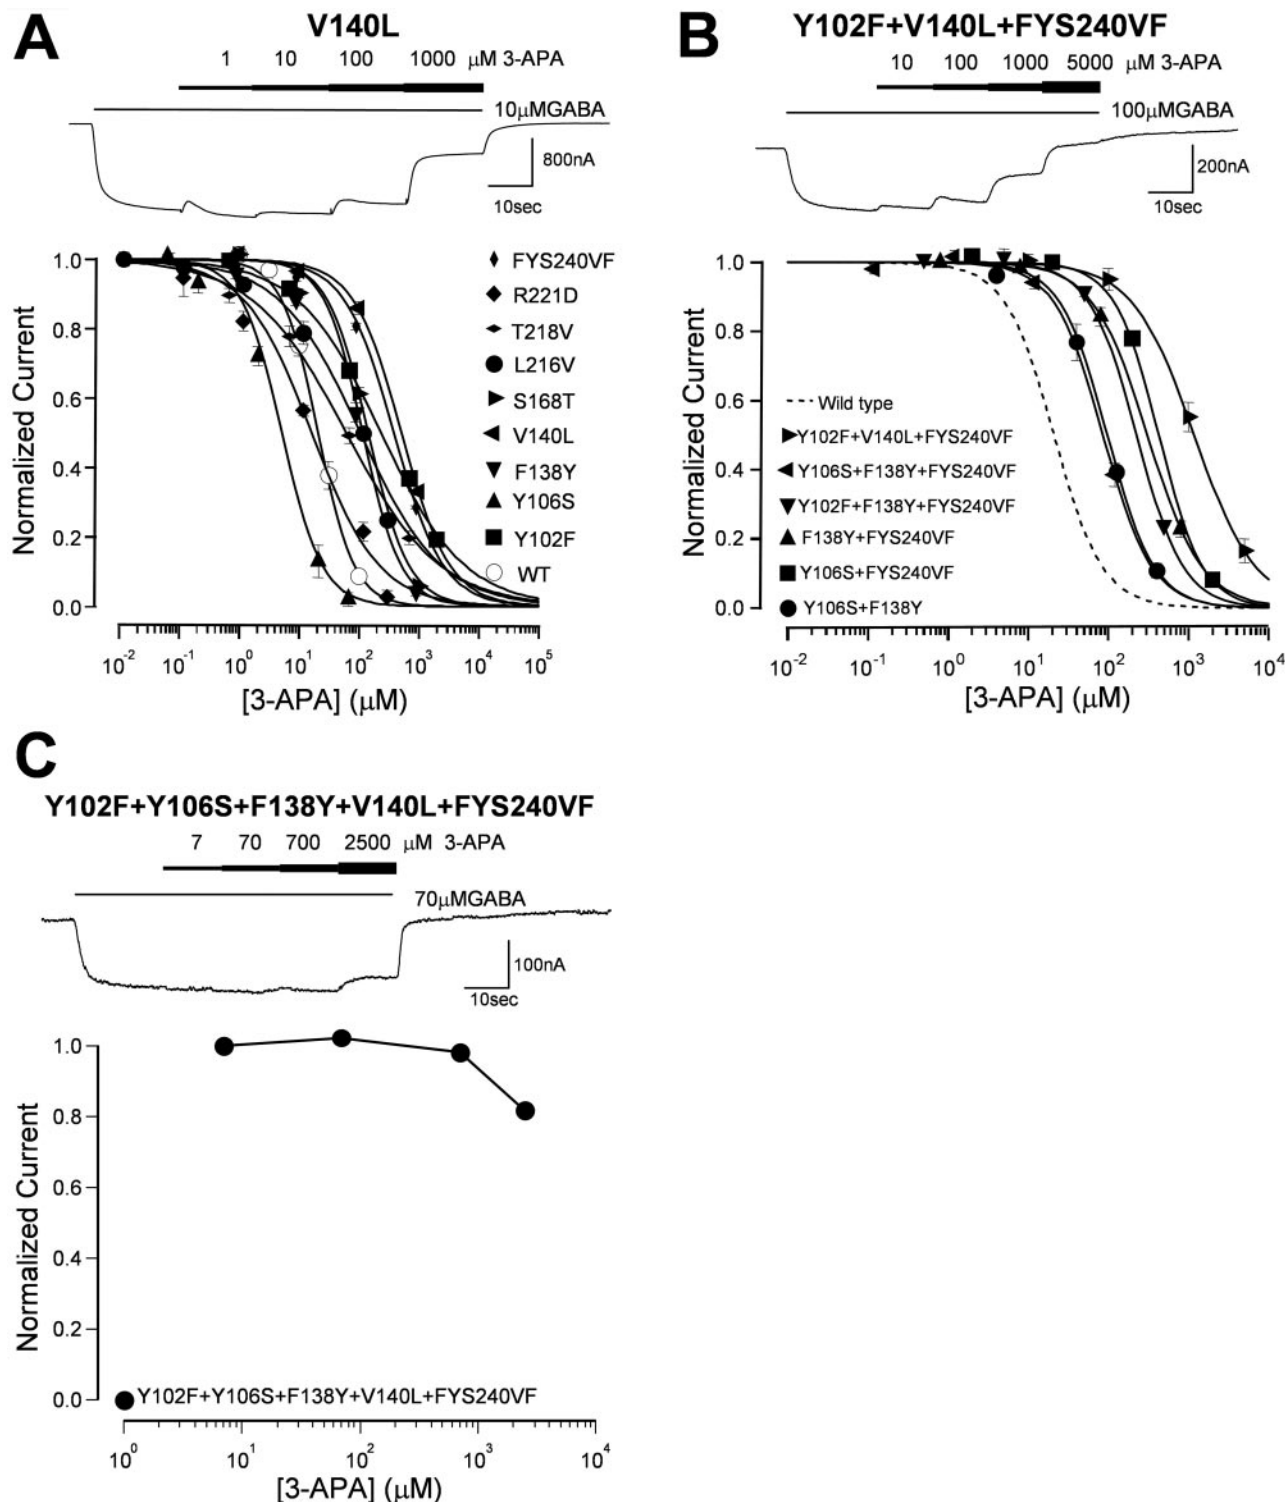 A
V140L
1 10 100 1000 μM 3-APA
10μMGABA
800nA
10sec
Normalized Current
1.0
0.8
0.6
0.4
0.2
0.0
FYS240VF
R221D
T218V
L216V
S168T
V140L
F138Y
Y106S
Y102F
WT
10-2 10-1 100 101 102 103 104 105
[3-APA] (μM)
B
Y102F+V140L+FYS240VF
10 100 1000 5000 μM 3-APA
100μMGABA
200nA
10sec
Normalized Current
1.0
0.8
0.6
0.4
0.2
0.0
Wild type
Y102F+V140L+FYS240VF
Y106S+F138Y+FYS240VF
Y102F+F138Y+FYS240VF
F138Y+FYS240VF
Y106S+FYS240VF
Y106S+F138Y
10-2 10-1 100 101 102 103 104
[3-APA] (μM)
C
Y102F+Y106S+F138Y+V140L+FYS240VF
7 70 700 2500 μM 3-APA
70μMGABA
100nA
10sec
Normalized Current
1.0
0.8
0.6
0.4
0.2
0.0
Y102F+Y106S+F138Y+V140L+FYS240VF
100 101 102 103 104
[3-APA] (μM)